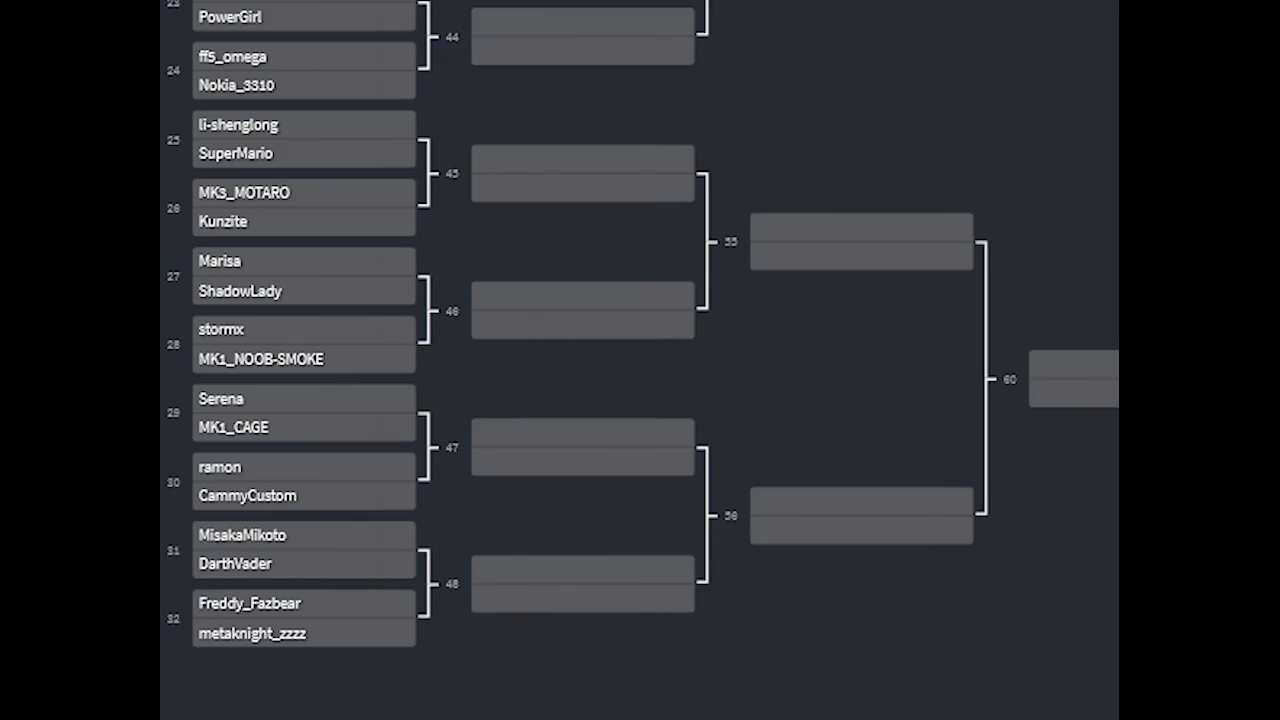 23
PowerGirl
44
ff5_omega
24
Nokia_3310
li-shenglong
25
SuperMario
45
MK3_MOTARO
26
Kunzite
55
Marisa
27
ShadowLady
46
stormx
28
MK1_NOOB-SMOKE
60
Serena
29
MK1_CAGE
47
ramon
30
CammyCustom
56
MisakaMikoto
31
DarthVader
48
Freddy_Fazbear
32
metaknight_zzzz